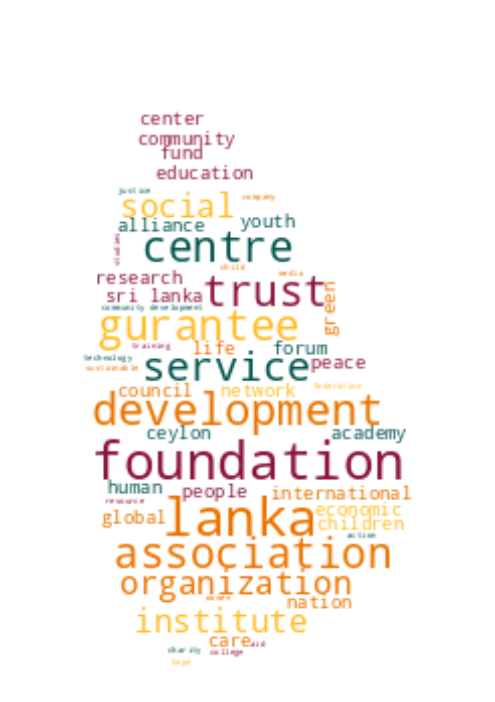 center
community
fund
education
justice
social
company
alliance
youth
centre
child
media
research
trust
sri lanka
green
community development
gurantee
training
life
forum
technology
service
peace
sustainable
council
network
federation
development
ceylon
academy
foundation
human
people
international
resource
lanka
economic
global
children
action
association
organization
women
nation
institute
care
aid
charity
college
hope